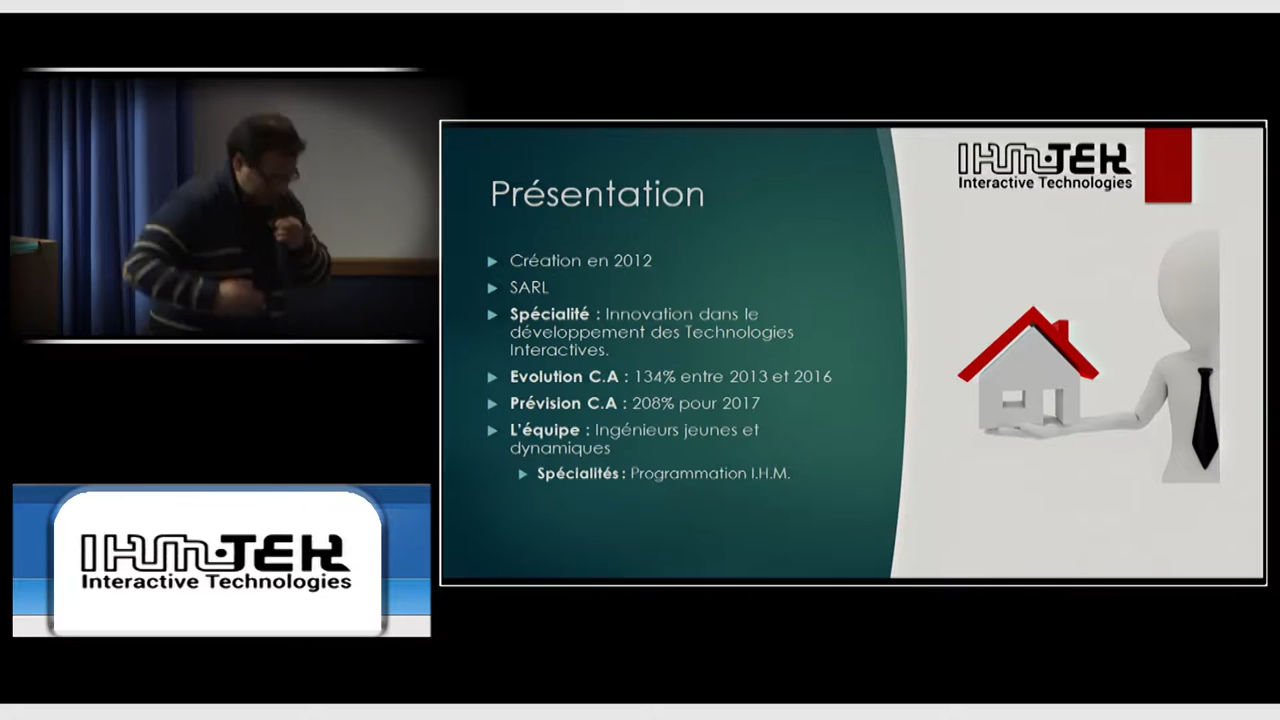 Présentation
Création en 2012
SARL
Spécialité : Innovation dans le
développement des Technologies
Interactives.
Evolution C.A : 134% entre 2013 et 2016
Prévision C.A : 208% pour 2017
L'équipe : Ingénieurs jeunes et
dynamiques
Spécialités : Programmation I.H.M.
IHM-TEK
Interactive Technologies
IHM-TEK
Interactive Technologies